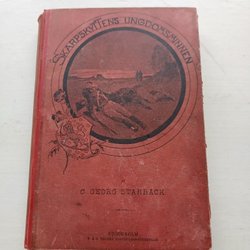 SKARPSKYTTENS UNGDOMSMINNEN
C GEORG STARBÄCK
STOCKHOLM